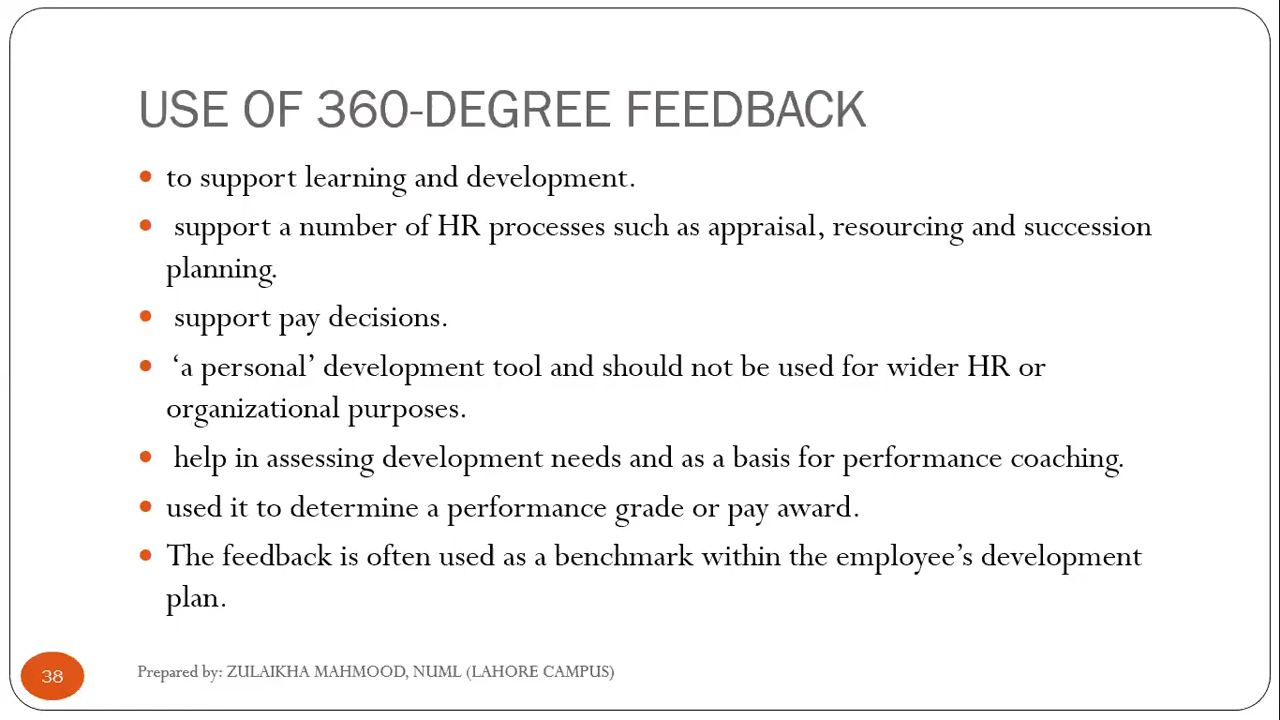 USE OF 360-DEGREE FEEDBACK
• to support learning and development.
• support a number of HR processes such as appraisal, resourcing and succession
planning.
• support pay decisions.
• ‘a personal’ development tool and should not be used for wider HR or
organizational purposes.
• help in assessing development needs and as a basis for performance coaching.
• used it to determine a performance grade or pay award.
• The feedback is often used as a benchmark within the employee’s development
plan.
38
Prepared by: ZULAIKHA MAHMOOD, NUML (LAHORE CAMPUS)